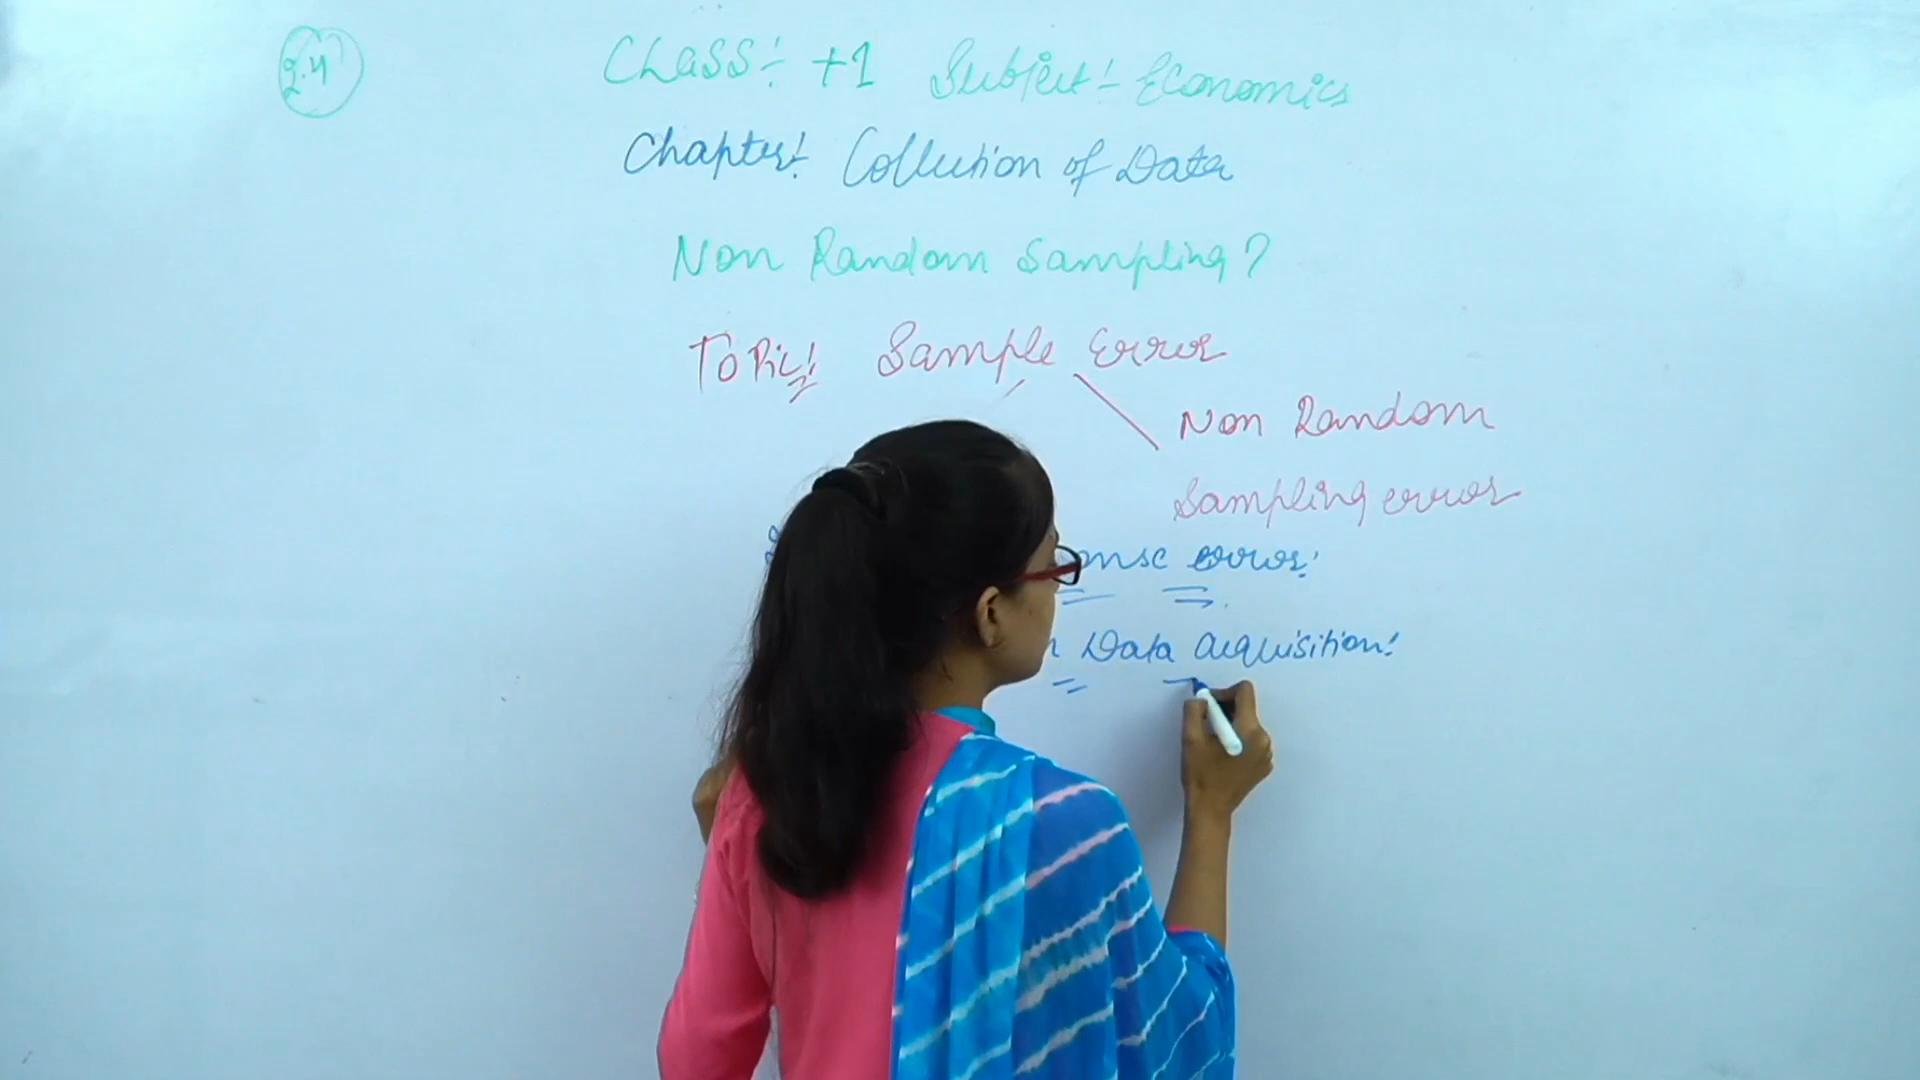 2.4
Class:- +1 Subject:- Economics
Chapter:- Collection of Data
Non Random Sampling?
Topic:- Sample Error
Non Random
Sampling error
error:
Data acquisition: